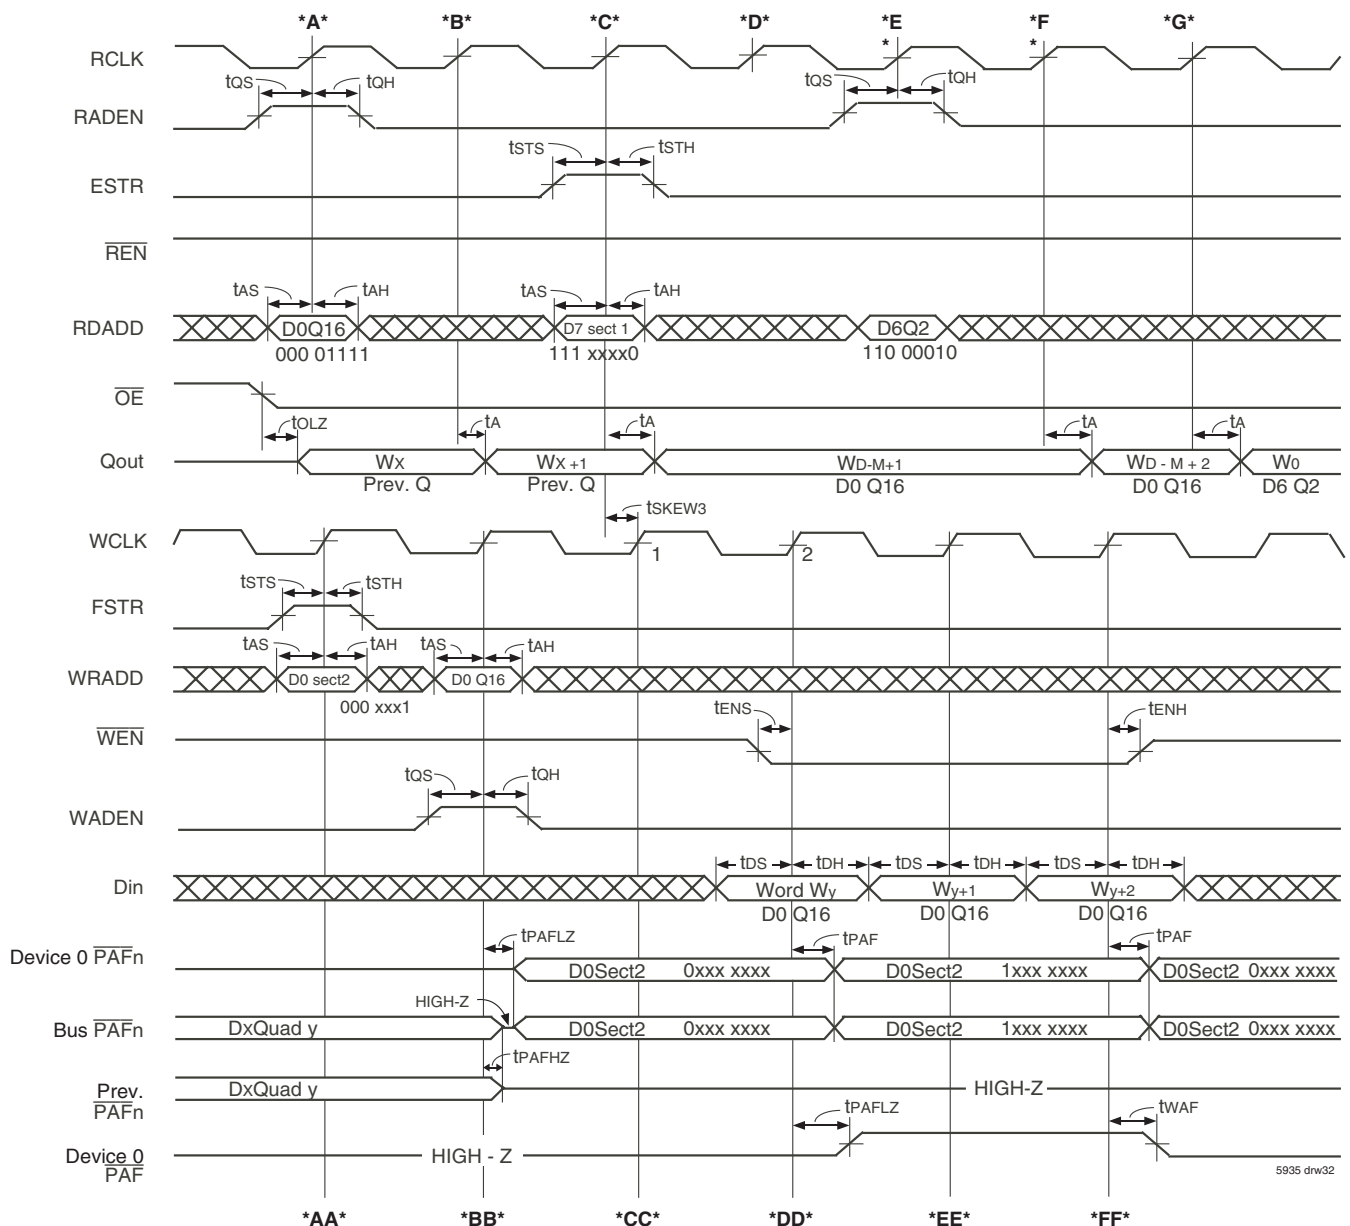 *A* *B* *C* *D* *E *F *G*
* *
RCLK
tQS tQH tQS tQH
RADEN
tSTS tSTH
ESTR
REN
tAS tAH tAS tAH
RDADD D0Q16 D7 sect 1 D6Q2
000 01111 111 xxxx0 110 00010
OE
tOLZ tA tA tA tA
Qout WX WX +1 WD-M+1 WD - M + 2 W0
Prev. Q Prev. Q D0 Q16 D0 Q16 D6 Q2
tSKEW3
WCLK 1 2
tSTS tSTH
FSTR
tAS tAH tAS tAH
WRADD D0 sect2 D0 Q16
000 xxx1
tENS tENH
WEN
tQS tQH
WADEN
tDS tDH tDS tDH tDS tDH
Din Word Wy Wy+1 Wy+2
D0 Q16 D0 Q16 D0 Q16
tPAFLZ tPAF tPAF
Device 0 PAFn D0Sect2 0xxx xxxx D0Sect2 1xxx xxxx D0Sect2 0xxx xxxx
HIGH-Z
Bus PAFn DxQuad y D0Sect2 0xxx xxxx D0Sect2 1xxx xxxx D0Sect2 0xxx xxxx
tPAFHZ
Prev. DxQuad y HIGH-Z
PAFn
tPAFLZ tWAF
Device 0 HIGH - Z
PAF
5935 drw32
*AA* *BB* *CC* *DD* *EE* *FF*